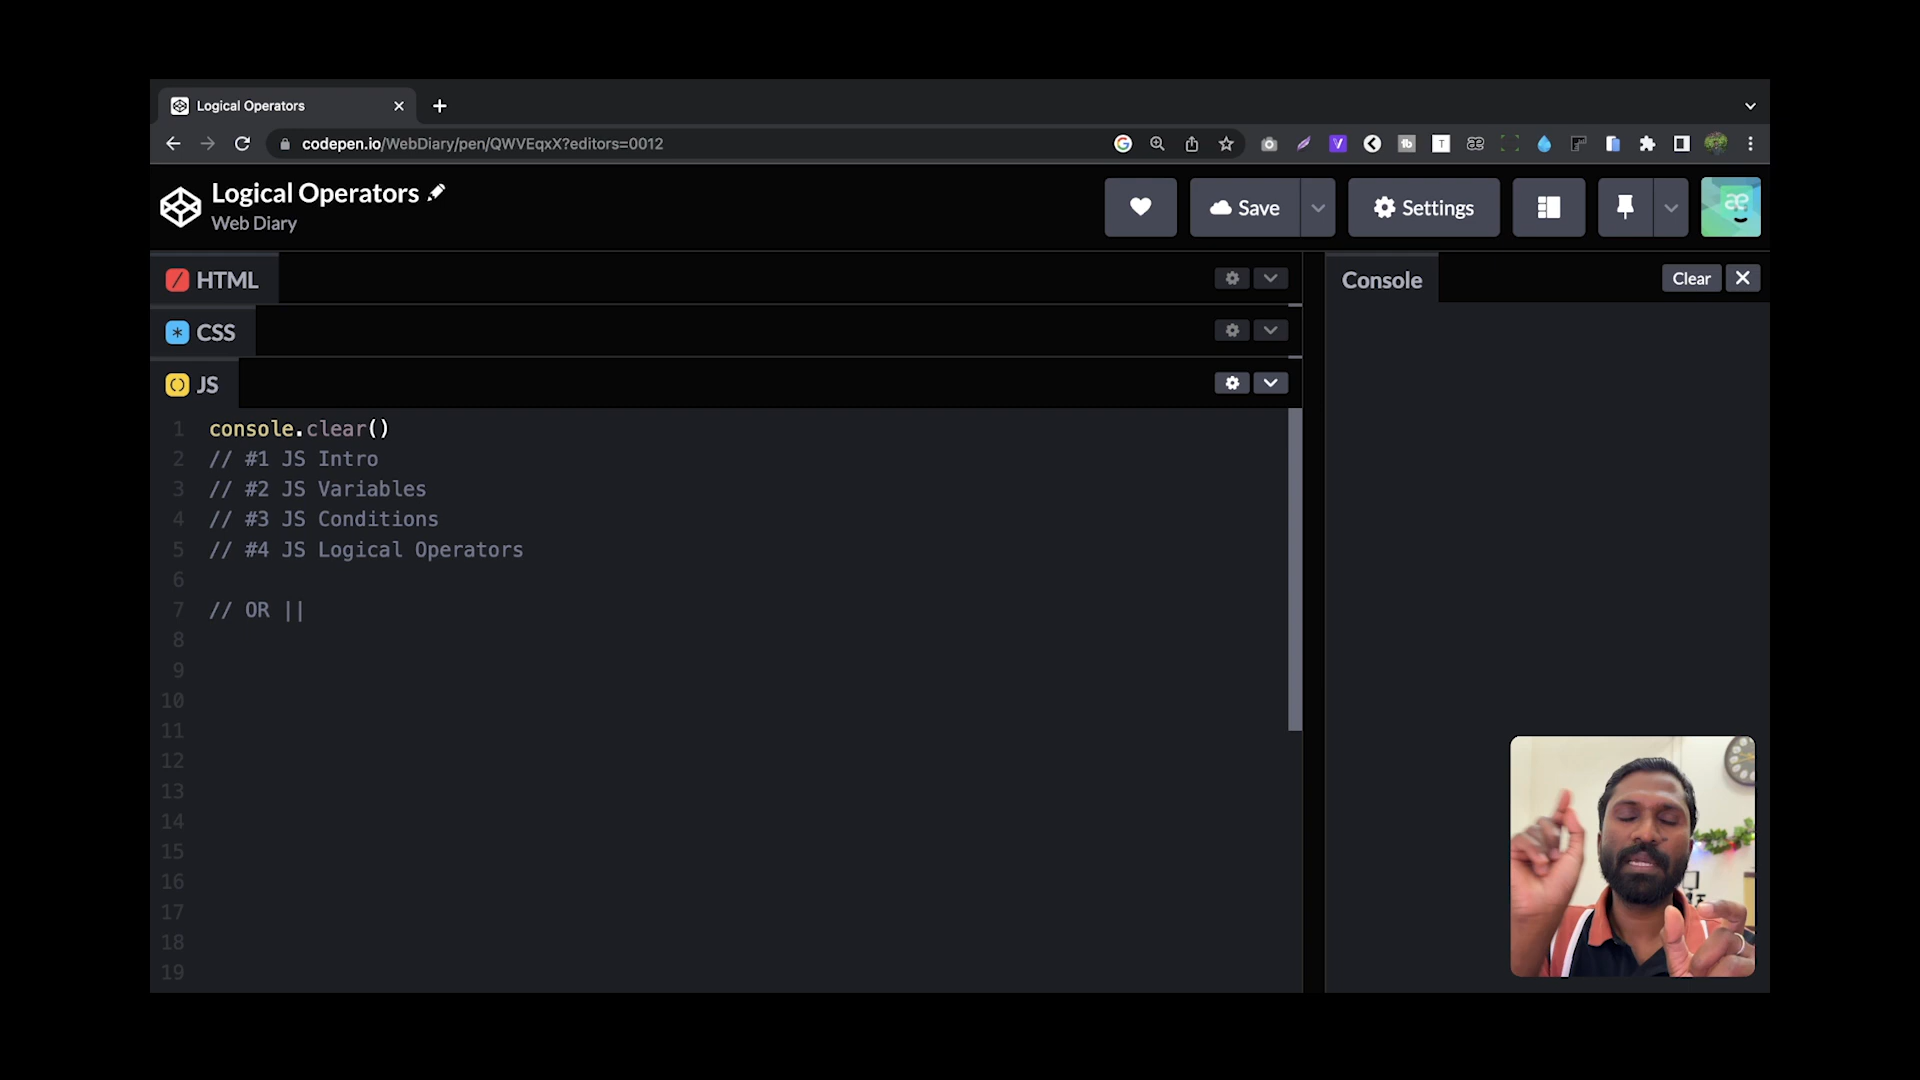 Logical Operators
codepen.io/WebDiary/pen/QWVEqxX?editors=0012
Logical Operators
Web Diary
Save
Settings
HTML
CSS
JS
Console
Clear
1 console.clear()
2 // #1 JS Intro
3 // #2 JS Variables
4 // #3 JS Conditions
5 // #4 JS Logical Operators
6
7 // OR ||
8
9
10
11
12
13
14
15
16
17
18
19